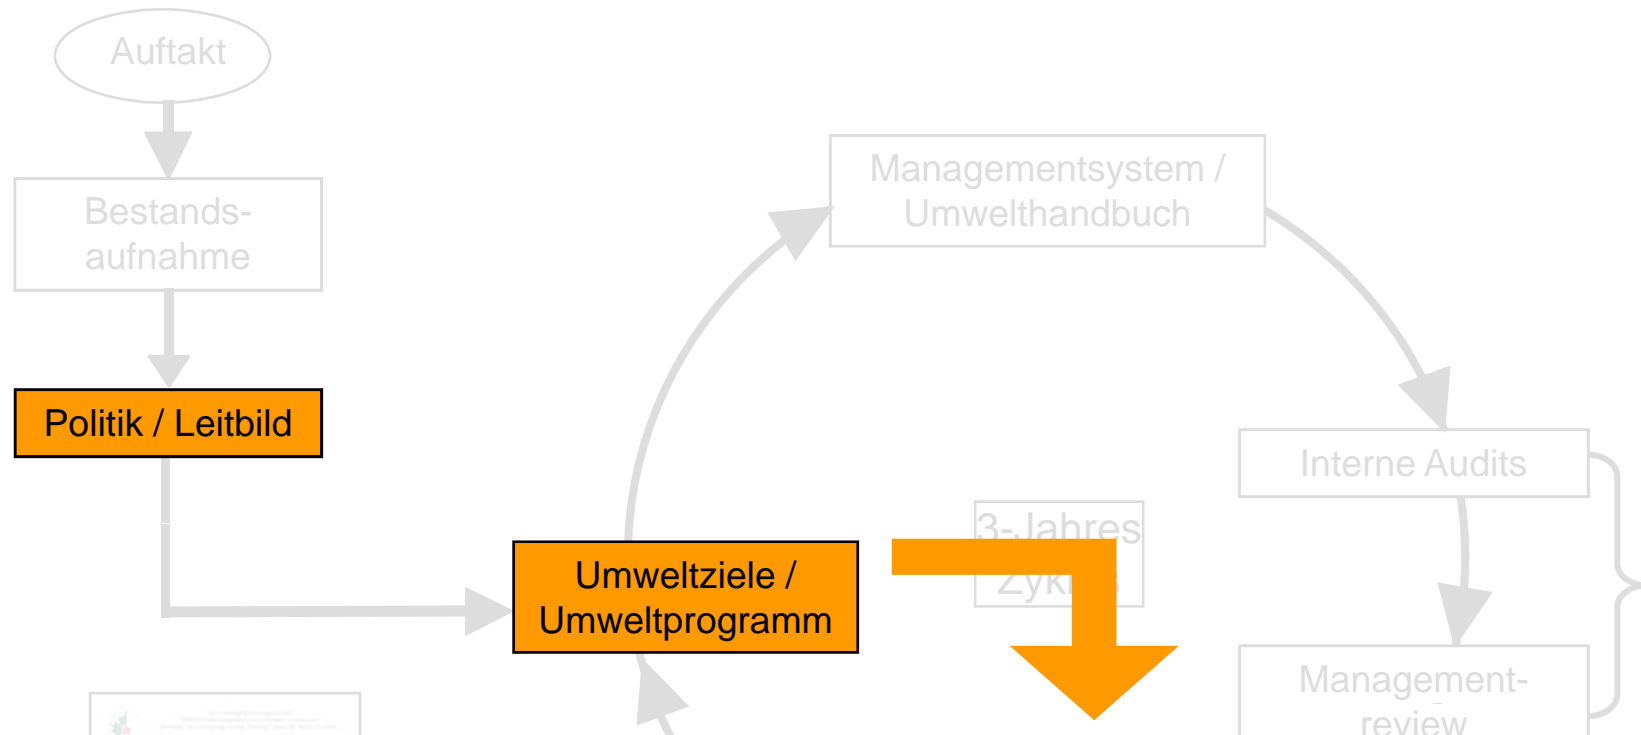 Auftakt
Bestands-
aufnahme
Politik / Leitbild
Managementsystem /
Umwelthandbuch
Umweltziele /
Umweltprogramm
3-Jahres
Interne Audits
Management-
review